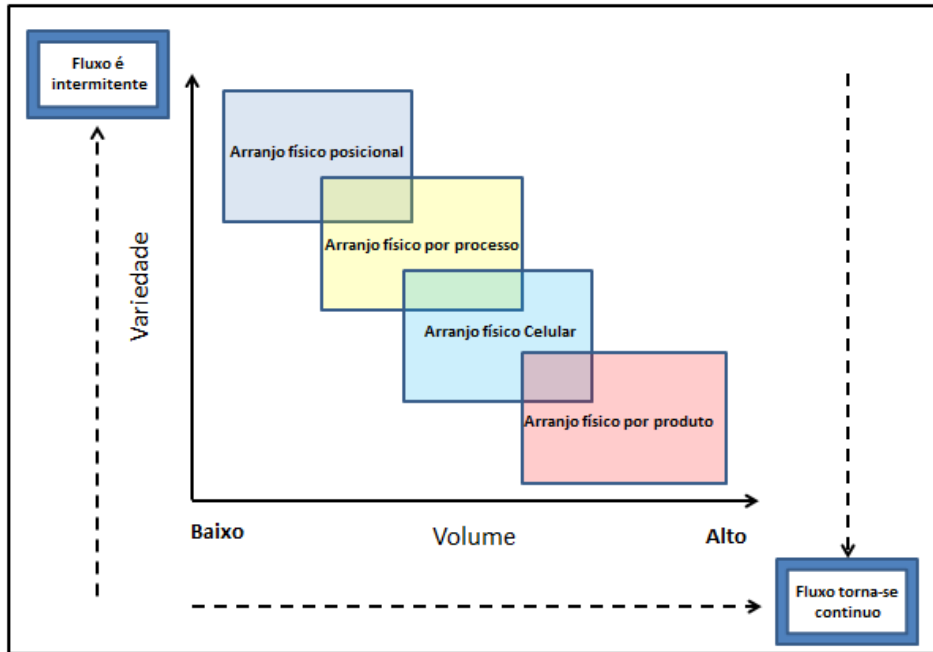 Fluxo é
intermitente
Arranjo físico posicional
Arranjo físico por processo
Variedade
Arranjo físico Celular
Arranjo físico por produto
Baixo
Volume
Alto
Fluxo torna-se
continuo